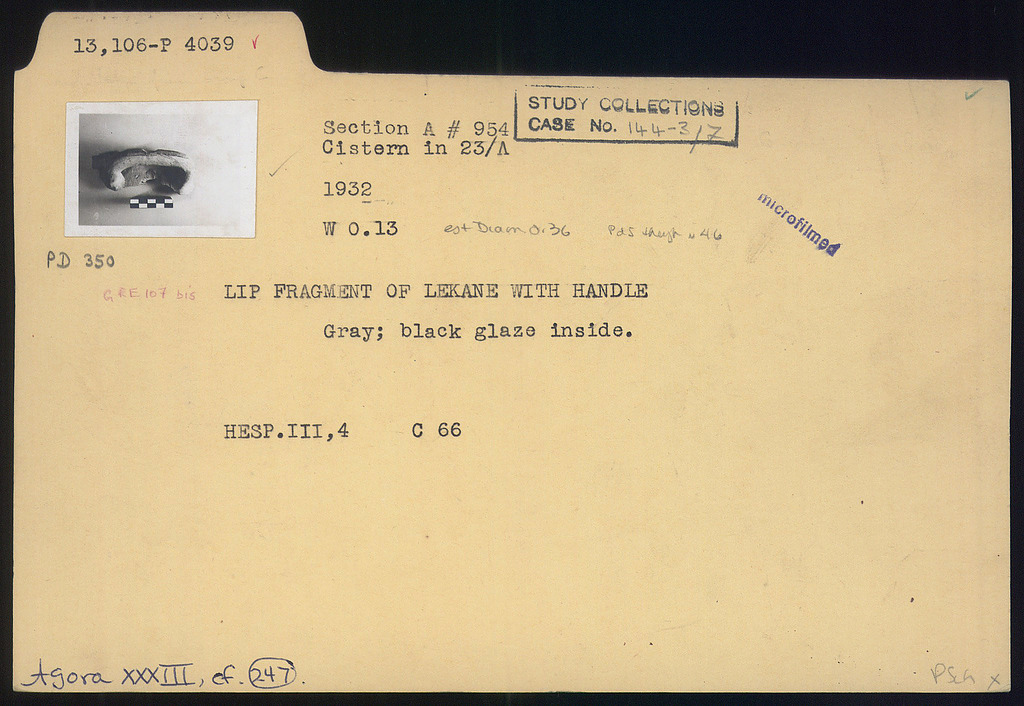 13,106-P 4039 ✓
STUDY COLLECTIONS
CASE No. 144-3/Z
Section A # 954
Cistern in 23/Λ
1932
W 0.13 est Diam 0.36
microfilmed
PD 350
GRE 107 bis
LIP FRAGMENT OF LEKANE WITH HANDLE
Gray; black glaze inside.
HESP.III,4 C 66
Agora XXXIII, cf. 247.
PSch x